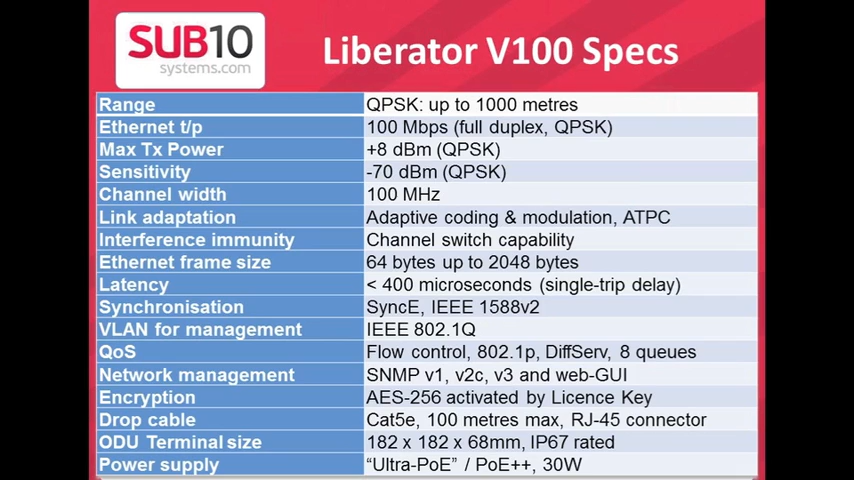 SUB10
systems.com
Liberator V100 Specs
Range QPSK: up to 1000 metres
Ethernet t/p 100 Mbps (full duplex, QPSK)
Max Tx Power +8 dBm (QPSK)
Sensitivity -70 dBm (QPSK)
Channel width 100 MHz
Link adaptation Adaptive coding & modulation, ATPC
Interference immunity Channel switch capability
Ethernet frame size 64 bytes up to 2048 bytes
Latency < 400 microseconds (single-trip delay)
Synchronisation SyncE, IEEE 1588v2
VLAN for management IEEE 802.1Q
QoS Flow control, 802.1p, DiffServ, 8 queues
Network management SNMP v1, v2c, v3 and web-GUI
Encryption AES-256 activated by Licence Key
Drop cable Cat5e, 100 metres max, RJ-45 connector
ODU Terminal size 182 x 182 x 68mm, IP67 rated
Power supply “Ultra-PoE” / PoE++, 30W